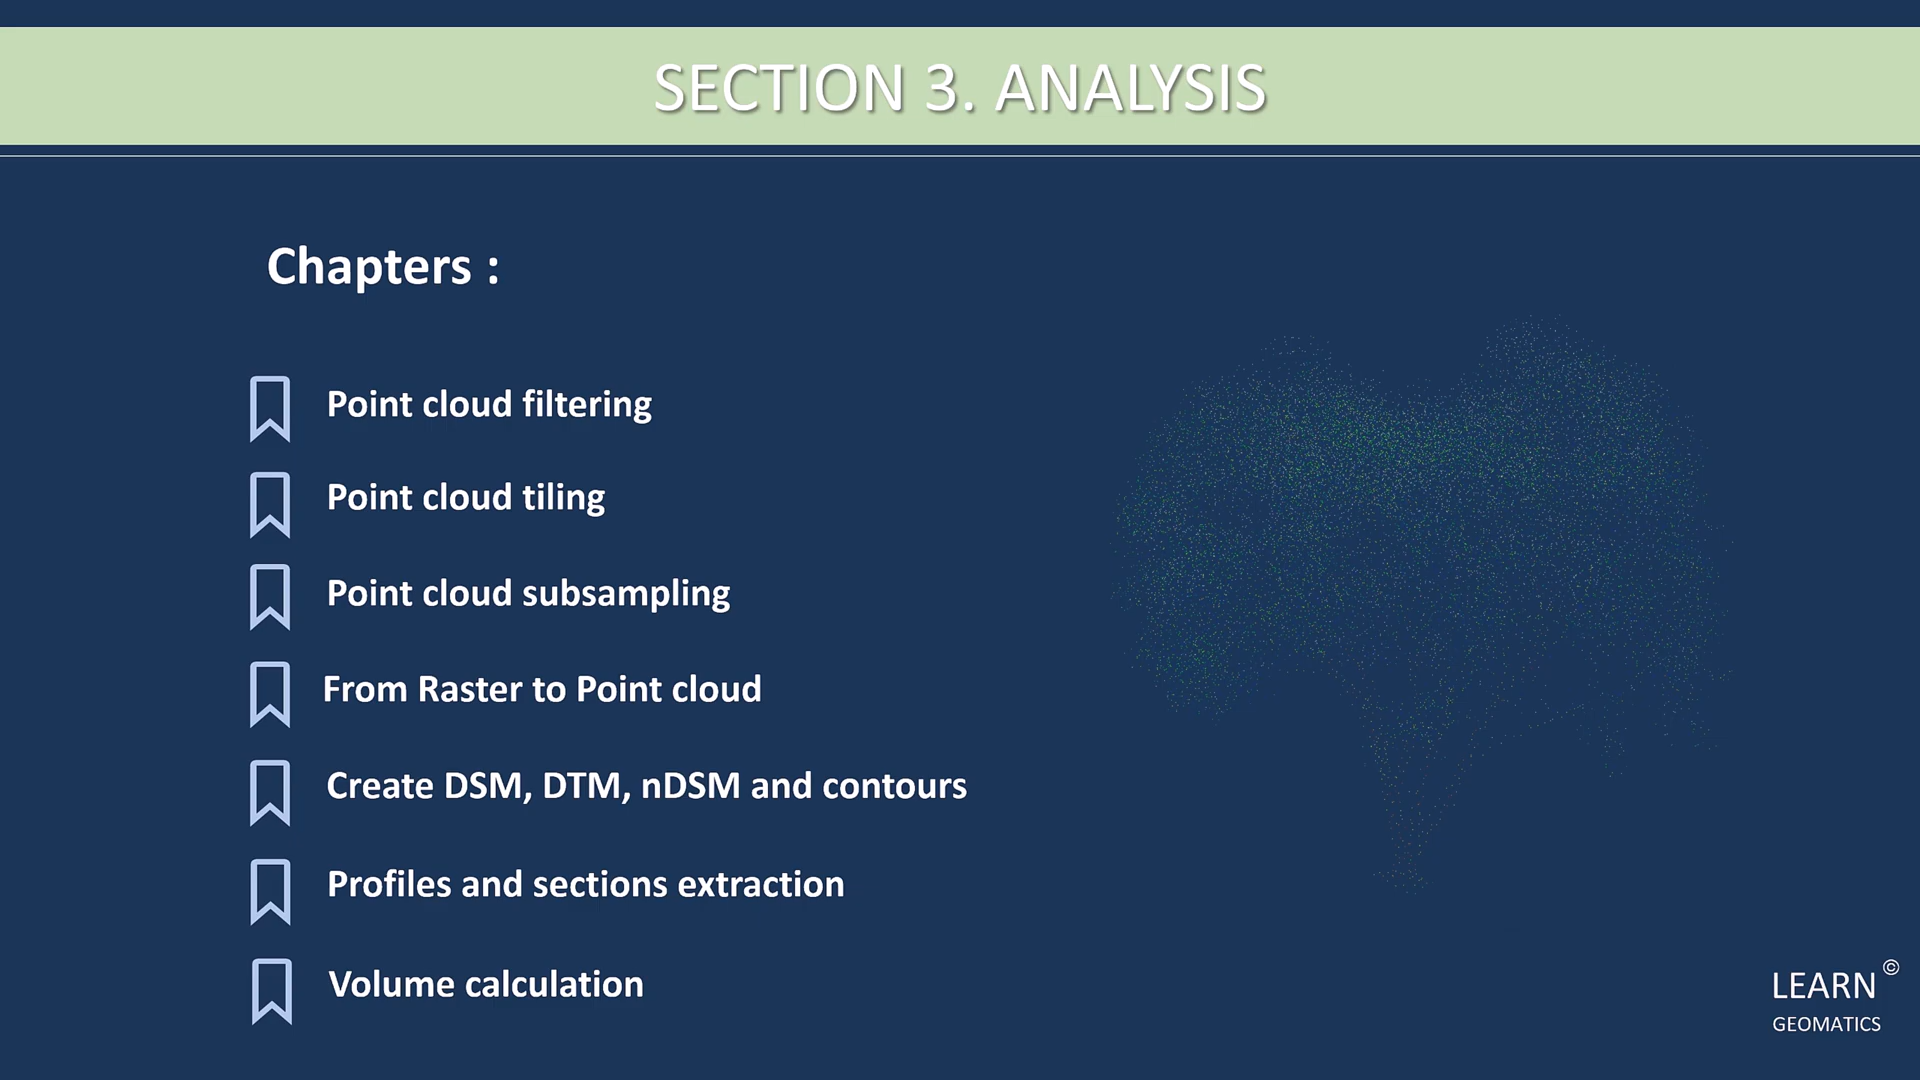 SECTION 3. ANALYSIS
Chapters :
Point cloud filtering
Point cloud tiling
Point cloud subsampling
From Raster to Point cloud
Create DSM, DTM, nDSM and contours
Profiles and sections extraction
Volume calculation
LEARN ©
GEOMATICS